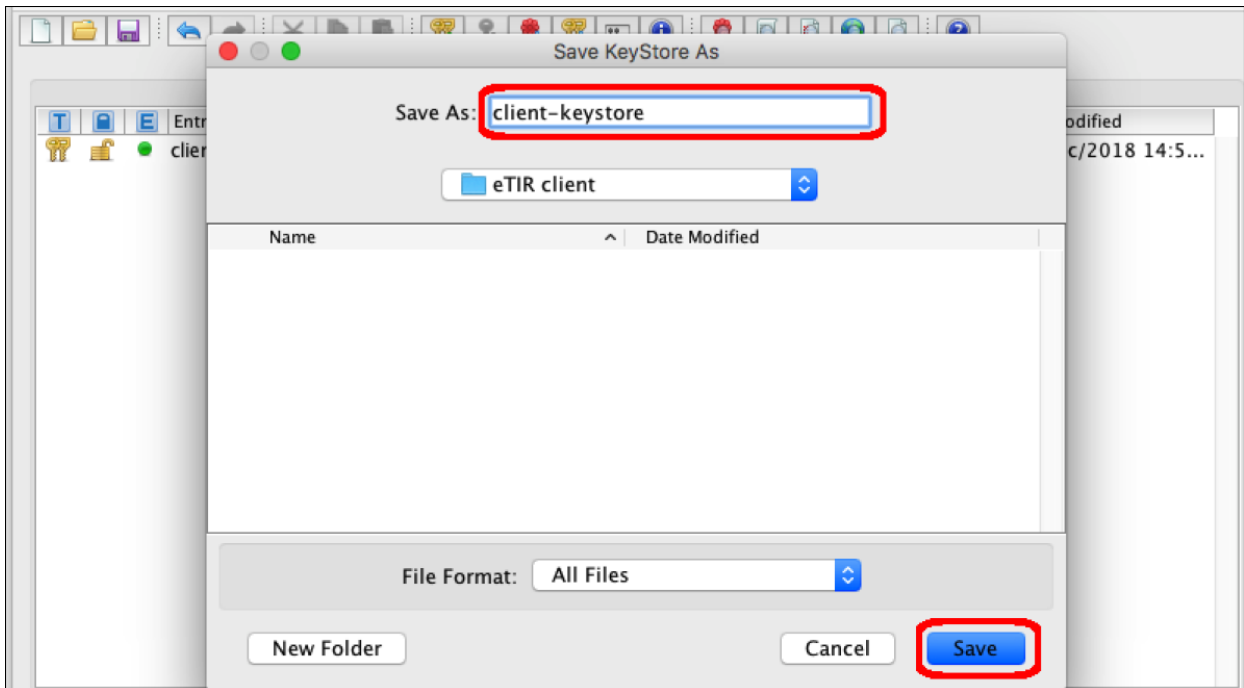 Save KeyStore As
Save As: client-keystore
T E Entr
odified
clier
c/2018 14:5...
eTIR client
Name Date Modified
File Format: All Files
New Folder Cancel Save